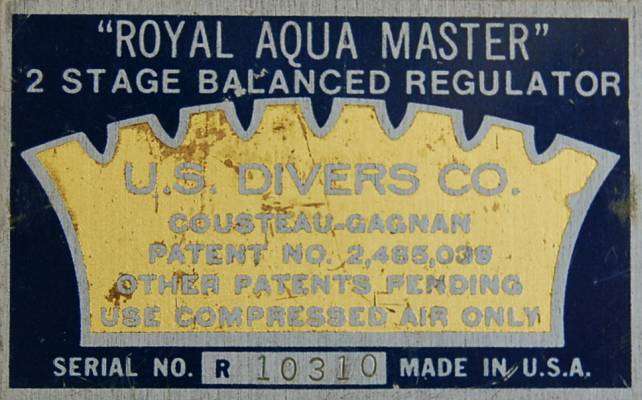 "ROYAL AQUA MASTER"
2 STAGE BALANCED REGULATOR
U.S. DIVERS CO.
COUSTEAU-GAGNAN
PATENT NO. 2,485,039
OTHER PATENTS PENDING
USE COMPRESSED AIR ONLY
SERIAL NO. R 10310 MADE IN U.S.A.